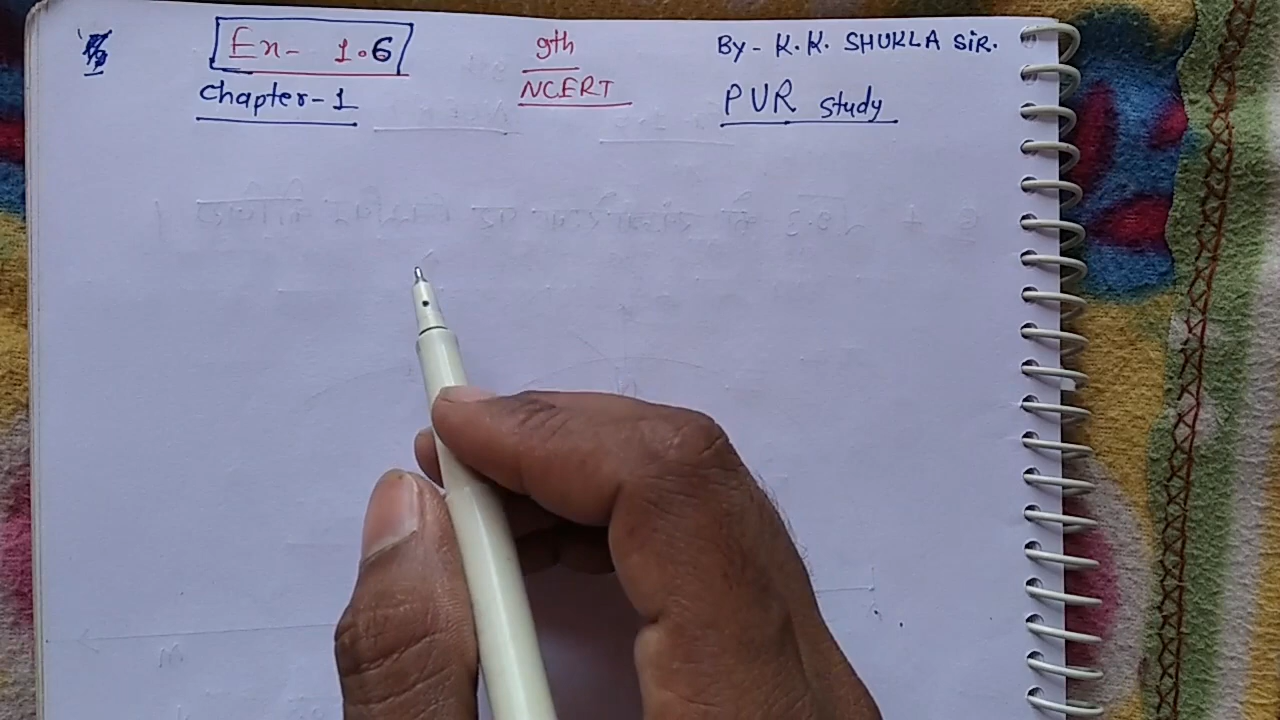 Ex- 1.6 9th By - K.K. SHUKLA SIR.
Chapter-1 NCERT PUR Study